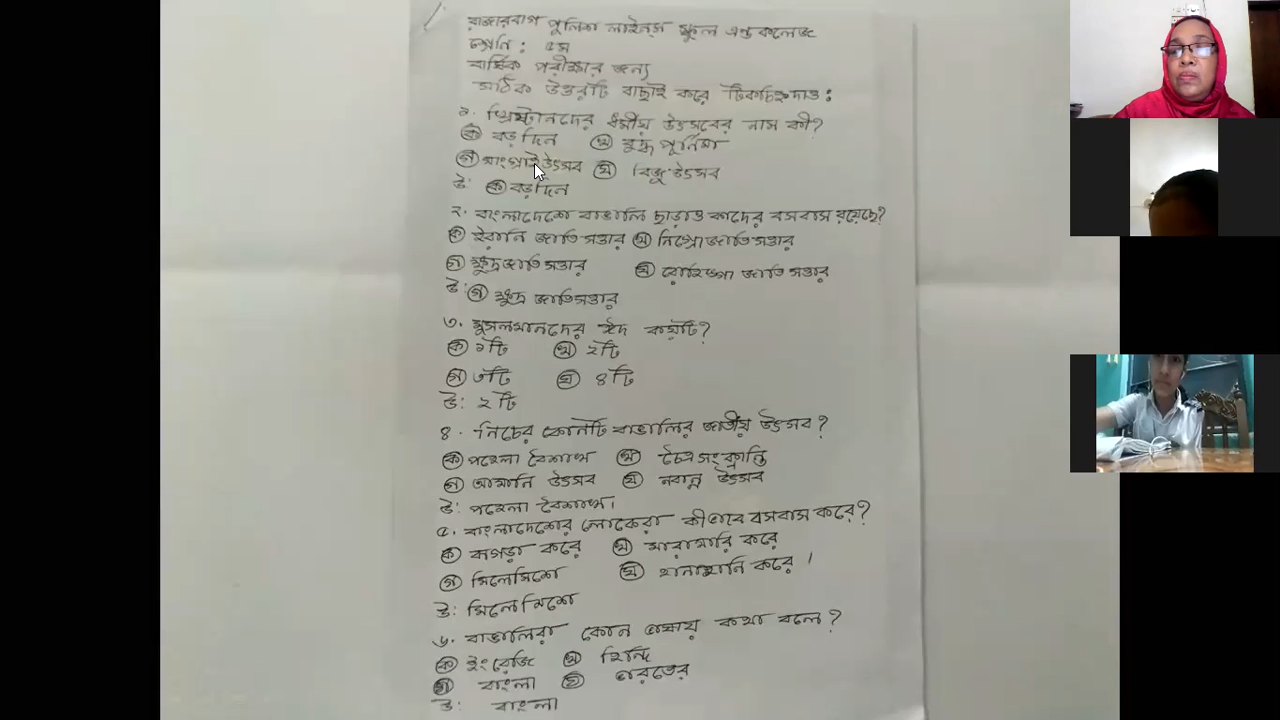 রাজারবাগ পুলিশ লাইন্স স্কুল এন্ড কলেজ
শ্রেণি : ৫ম
বার্ষিক পরীক্ষার জন্য
সঠিক উত্তরটি বাছাই করে টিকচিহ্ন দাও :
১. খ্রিষ্টানদের ধর্মীয় উৎসবের নাম কী?
ক বড়দিন খ বুদ্ধ পূর্নিমা
গ সাংগ্রাই উৎসব ঘ বিজু উৎসব
উ: ক বড়দিন
২. বাংলাদেশে বাঙালি ছাড়াও কাদের বসবাস রয়েছে?
ক ইরানি জাতিসত্তার খ নিগ্রো জাতিসত্তার
গ ক্ষুদ্র জাতিসত্তার ঘ রোহিঙ্গা জাতিসত্তার
উ: গ ক্ষুদ্র জাতিসত্তার
৩. মুসলমানদের ঈদ কয়টি?
ক ১টি খ ২টি
গ ৩টি ঘ ৪টি
উ: ২টি
৪. নিচের কোনটি বাঙালির জাতীয় উৎসব?
ক পহেলা বৈশাখ খ চৈত্রসংক্রান্তি
গ আমানি উৎসব ঘ নবান্ন উৎসব
উ: পহেলা বৈশাখ।
৫. বাংলাদেশের লোকেরা কীভাবে বসবাস করে?
ক ঝগড়া করে খ মারামারি করে
গ মিলেমিশে ঘ হানাহানি করে।
উ: মিলেমিশে
৬. বাঙালিরা কোন ভাষায় কথা বলে?
ক ইংরেজি খ হিন্দি
গ বাংলা ঘ ভারতের
উ: বাংলা